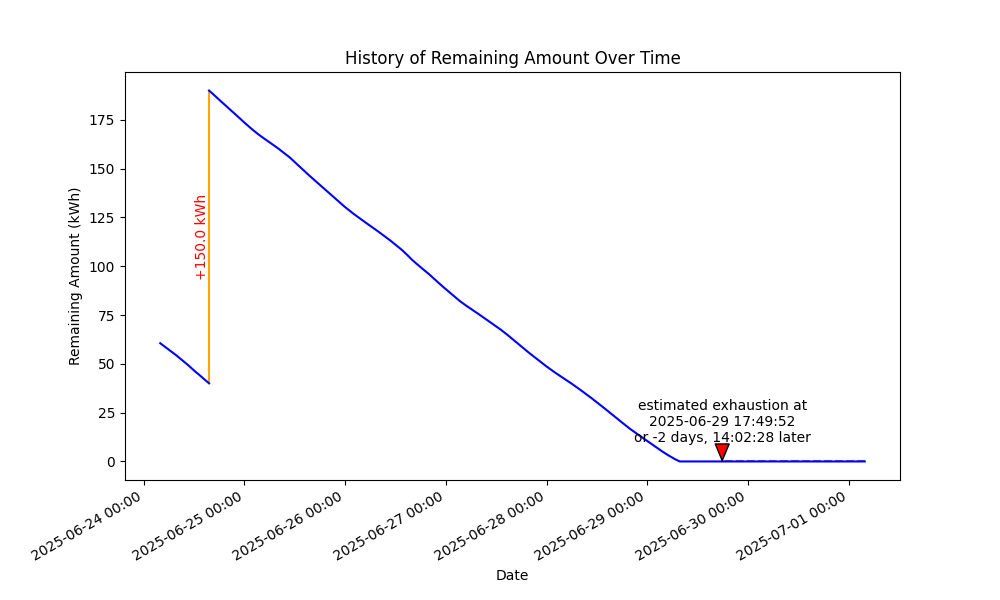 History of Remaining Amount Over Time
Remaining Amount (kWh)
175
150
125
100
75
50
25
0
+150.0 kWh
estimated exhaustion at
2025-06-29 17:49:52
or -2 days, 14:02:28 later
2025-06-24 00:00
2025-06-25 00:00
2025-06-26 00:00
2025-06-27 00:00
2025-06-28 00:00
2025-06-29 00:00
2025-06-30 00:00
2025-07-01 00:00
Date